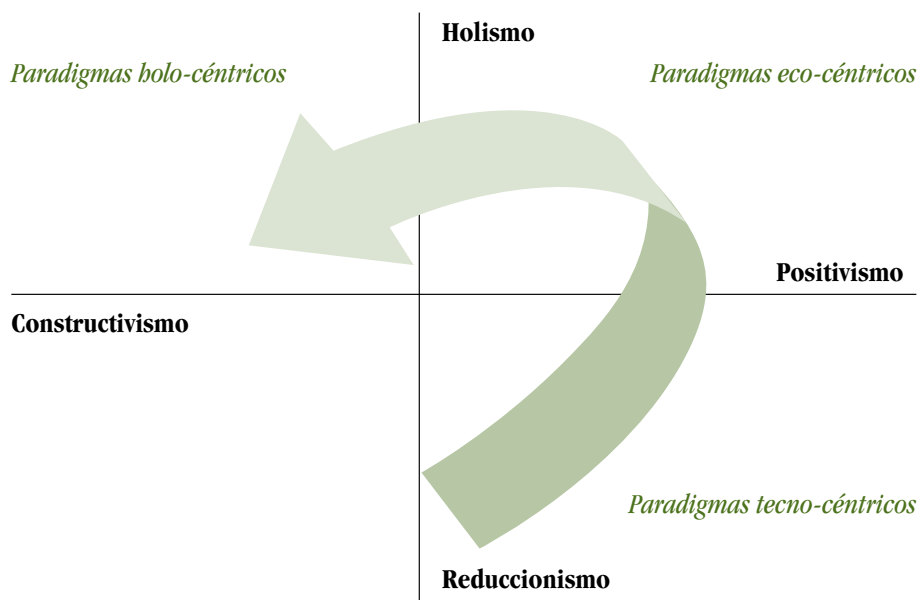 Holismo
Paradigmas holo-céntricos
Paradigmas eco-céntricos
Positivismo
Constructivismo
Paradigmas tecno-céntricos
Reduccionismo